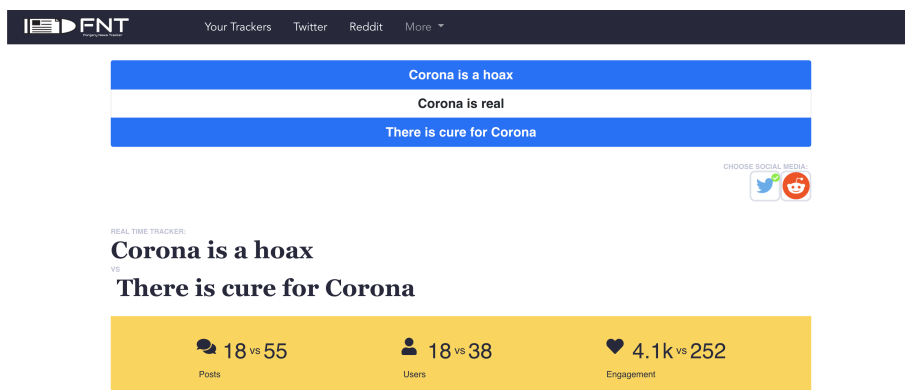 FNT
Your Trackers Twitter Reddit More
Corona is a hoax
Corona is real
There is cure for Corona
CHOOSE SOCIAL MEDIA:
REAL TIME TRACKER:
Corona is a hoax
VS
There is cure for Corona
18 vs 55 18 vs 38 4.1k vs 252
Posts Users Engagement